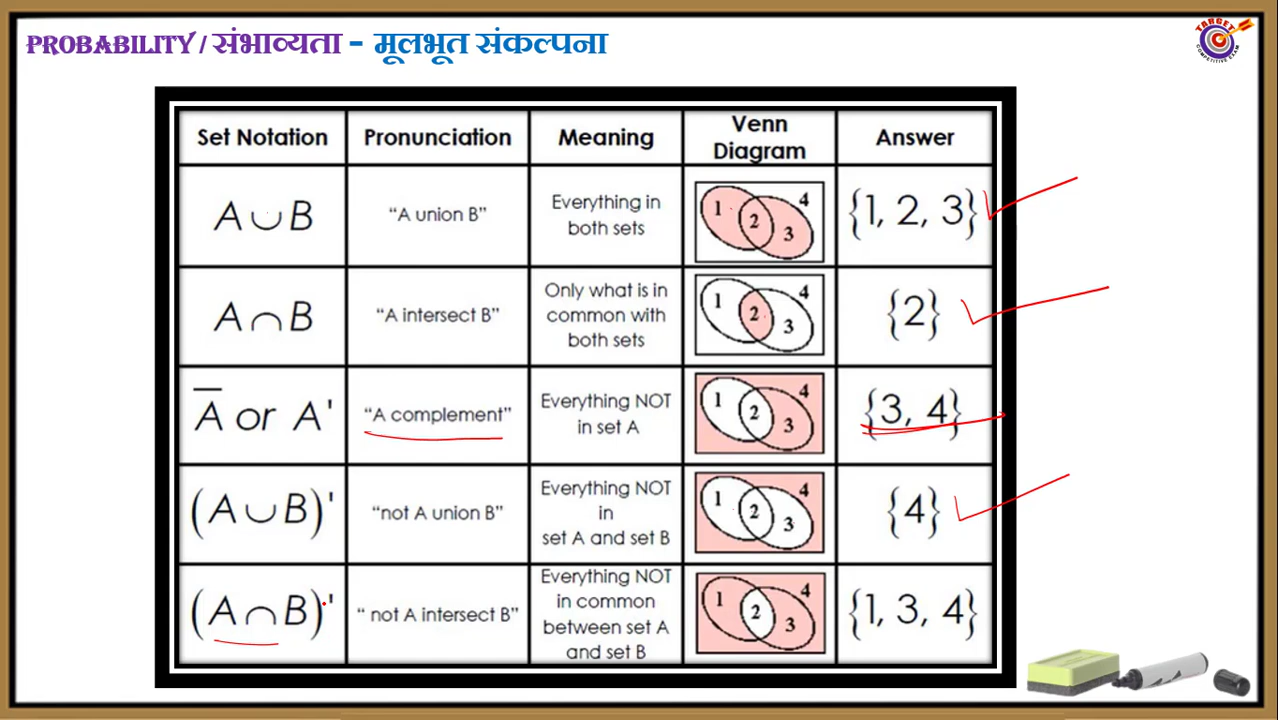 PROBABILITY / संभाव्यता - मूलभूत संकल्पना
TARGET
COMPETITIVE EXAM
Set Notation Pronunciation Meaning Venn Diagram Answer
A ∪ B
"A union B"
Everything in
both sets
1 2 3 4
{1, 2, 3}
A ∩ B
"A intersect B"
Only what is in
common with
both sets
1 2 3 4
{2}
A̅ or A'
"A complement"
Everything NOT
in set A
1 2 3 4
{3, 4}
(A ∪ B)'
"not A union B"
Everything NOT
in
set A and set B
1 2 3 4
{4}
(A ∩ B)'
" not A intersect B"
Everything NOT
in common
between set A
and set B
1 2 3 4
{1, 3, 4}